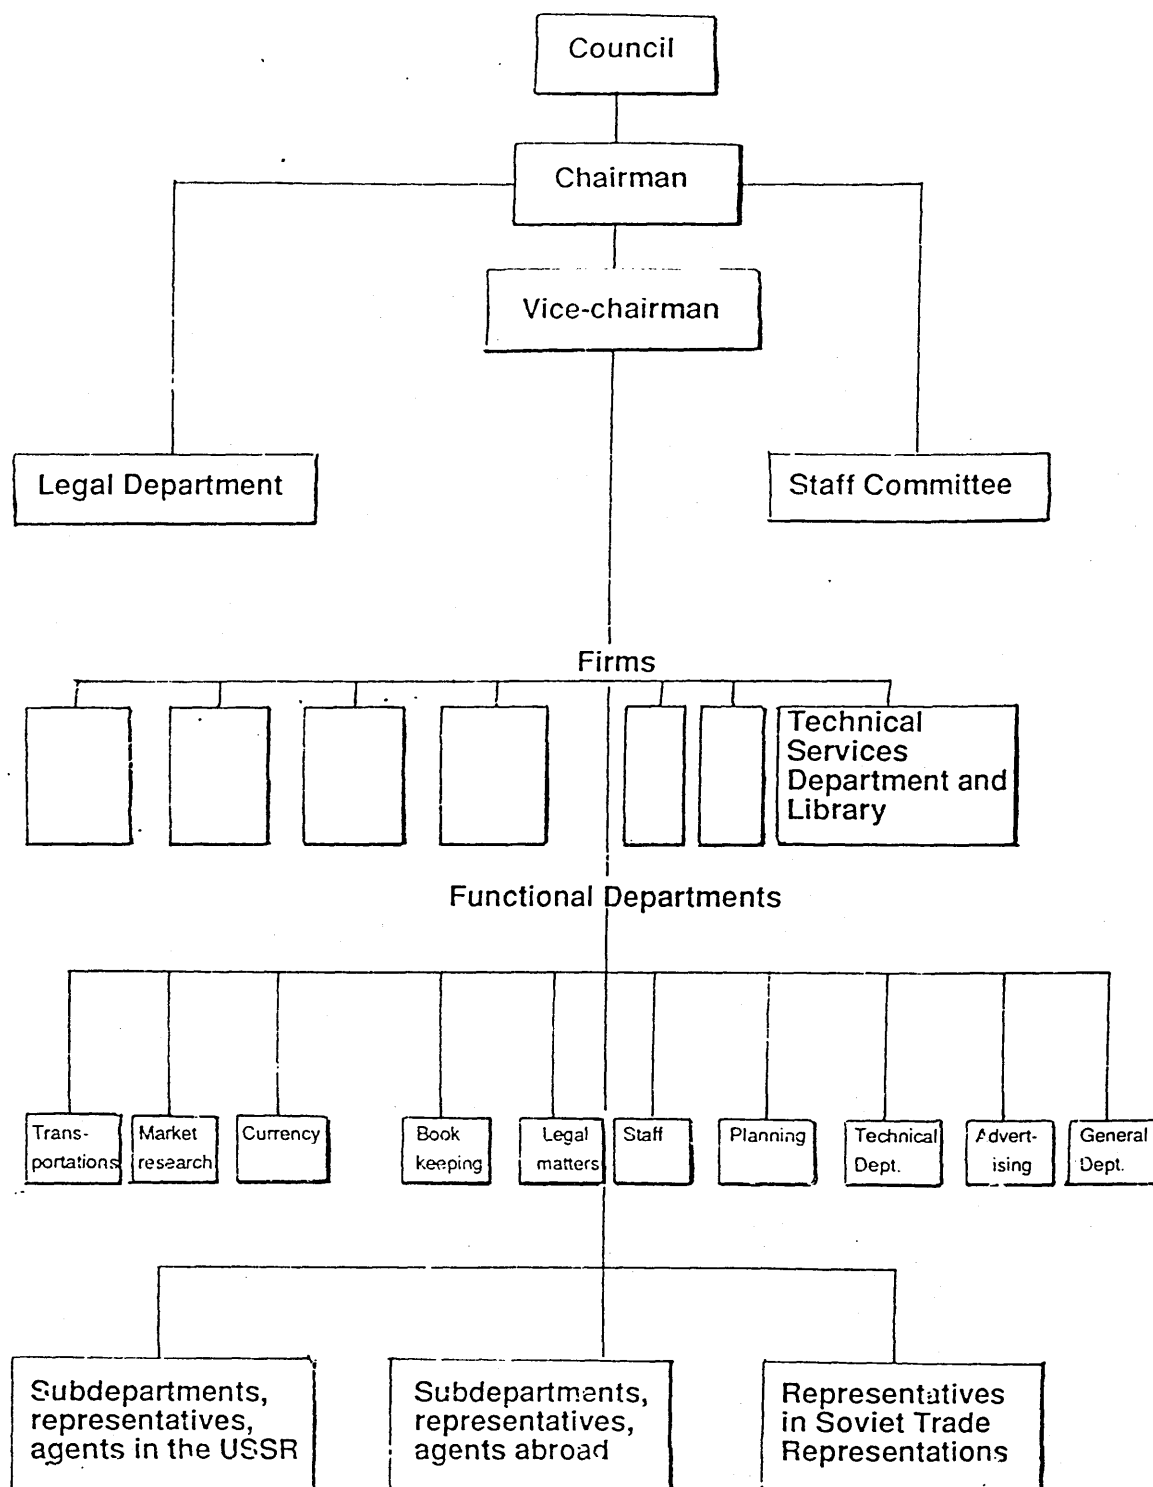 Council
Chairman
Vice-chairman
Legal Department
Staff Committee
Firms
Technical
Services
Department and
Library
Functional Departments
Trans-
portations
Market
research
Currency
Book
keeping
Legal
matters
Staff
Planning
Technical
Dept.
Advert-
ising
General
Dept.
Subdepartments,
representatives,
agents in the USSR
Subdepartments,
representatives,
agents abroad
Representatives
in Soviet Trade
Representations